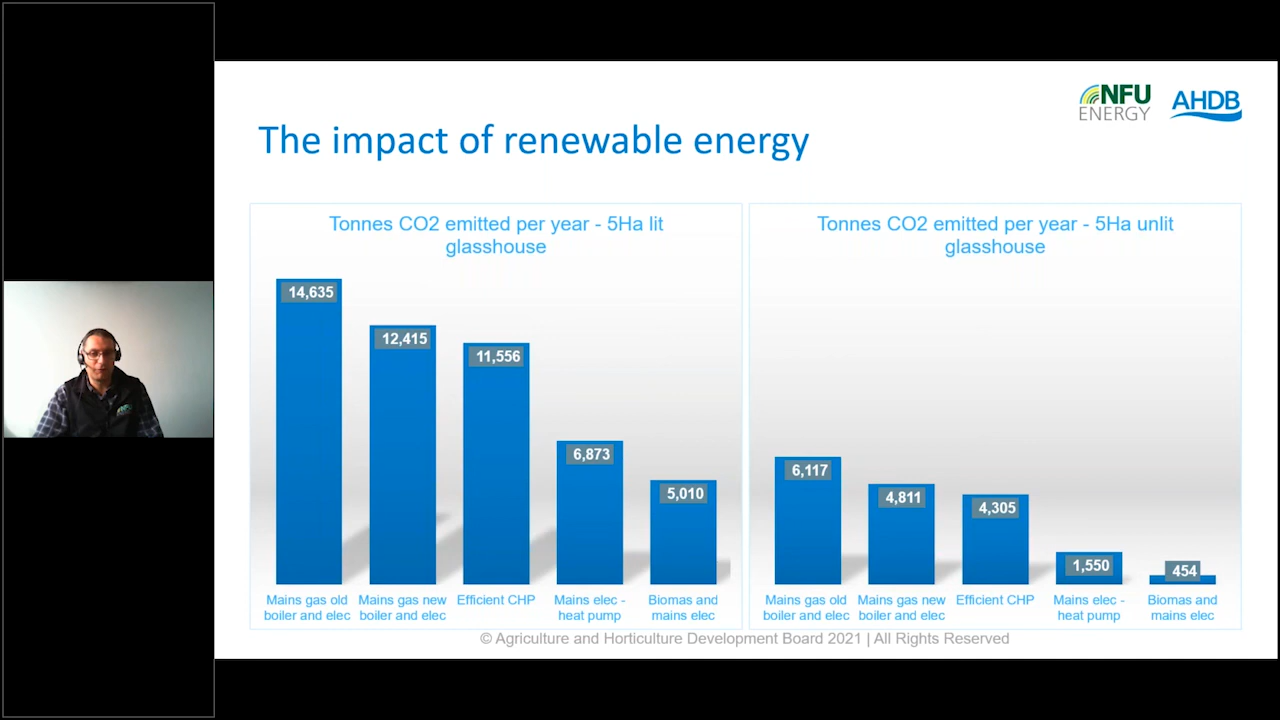 NFU
ENERGY
AHDB
The impact of renewable energy
Tonnes CO2 emitted per year - 5Ha lit
glasshouse
14,635
12,415
11,556
6,873
5,010
Mains gas old
boiler and elec
Mains gas new
boiler and elec
Efficient CHP
Mains elec -
heat pump
Biomas and
mains elec
Tonnes CO2 emitted per year - 5Ha unlit
glasshouse
6,117
4,811
4,305
1,550
454
Mains gas old
boiler and elec
Mains gas new
boiler and elec
Efficient CHP
Mains elec -
heat pump
Biomas and
mains elec
© Agriculture and Horticulture Development Board 2021 | All Rights Reserved
NFU